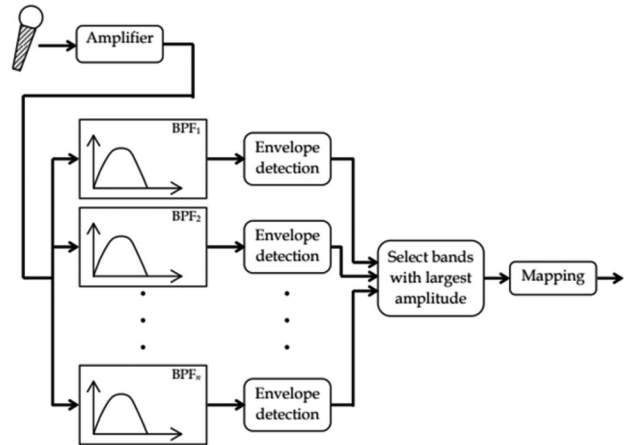 Amplifier
BPF₁
Envelope
detection
BPF₂
Envelope
detection
Select bands
with largest
amplitude
Mapping
BPFₙ
Envelope
detection